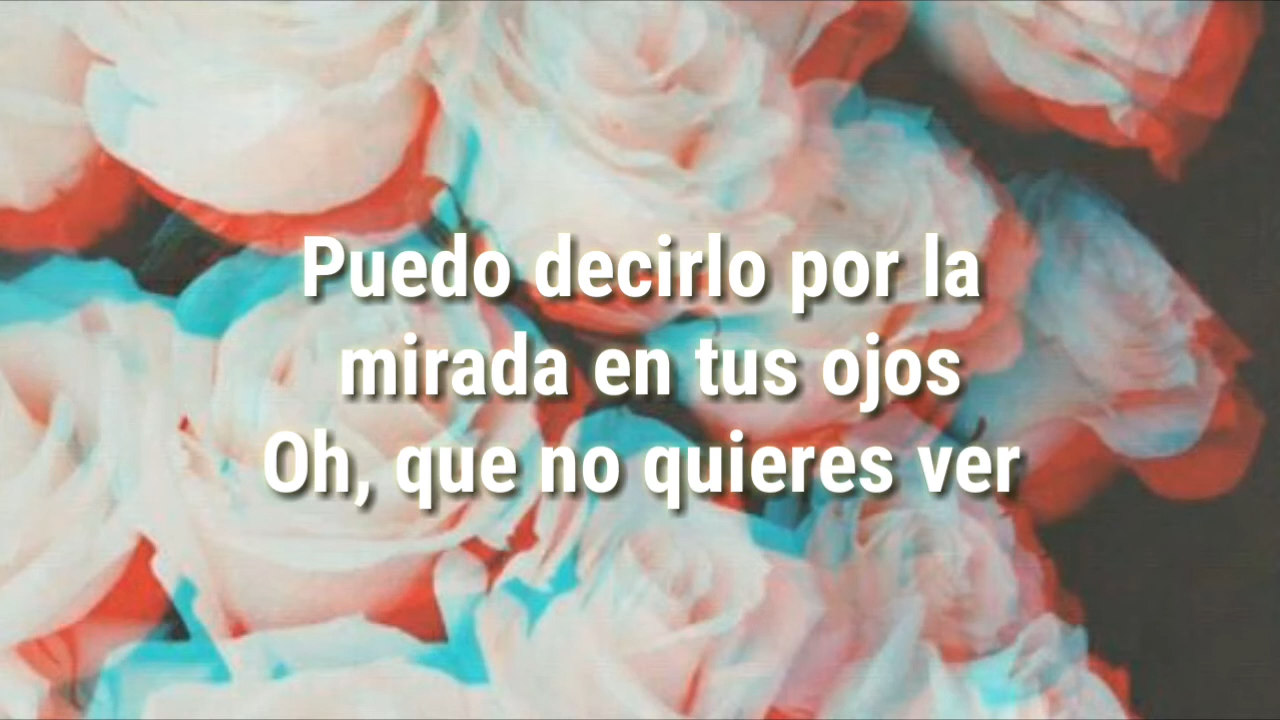 Puedo decirlo por la
mirada en tus ojos
Oh, que no quieres ver